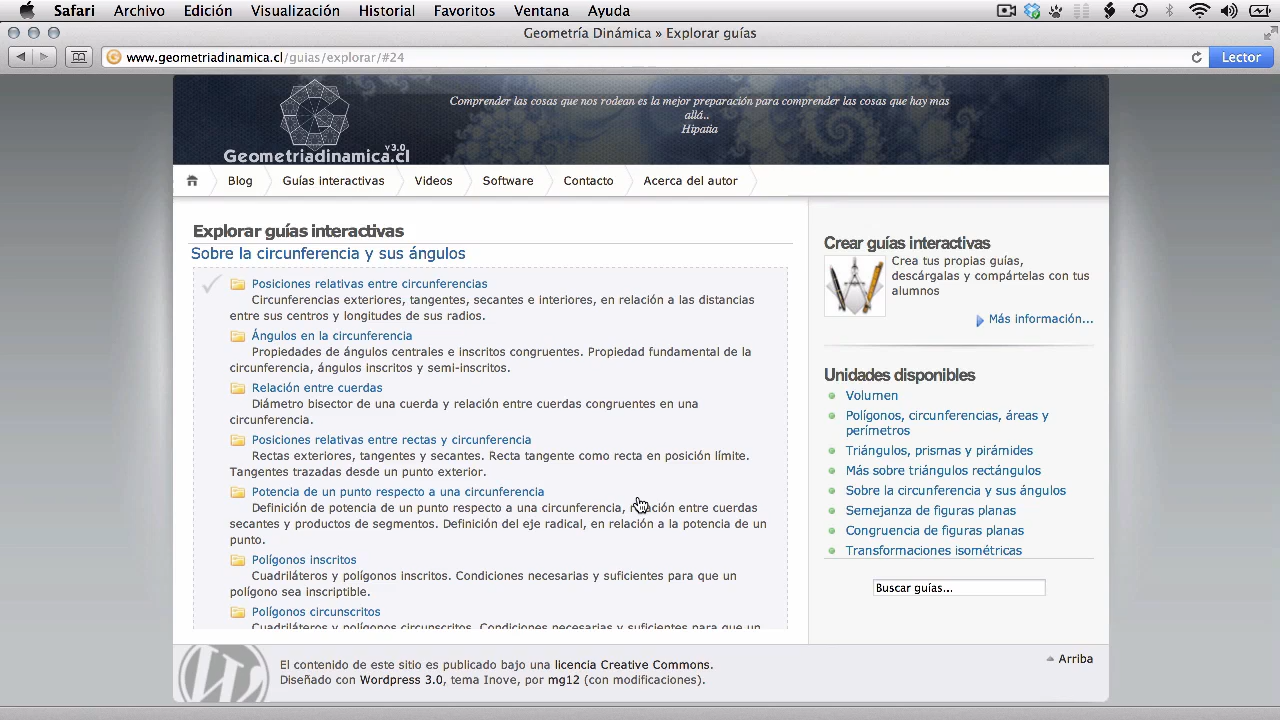 Safari Archivo Edición Visualización Historial Favoritos Ventana Ayuda
Geometría Dinámica » Explorar guías
www.geometriadinamica.cl/guias/explorar/#24
Lector
Comprender las cosas que nos rodean es la mejor preparación para comprender las cosas que hay mas
allá..
Hipatia
v3.0
Geometriadinamica.cl
Blog Guías interactivas Videos Software Contacto Acerca del autor
Explorar guías interactivas
Sobre la circunferencia y sus ángulos
Posiciones relativas entre circunferencias
Circunferencias exteriores, tangentes, secantes e interiores, en relación a las distancias
entre sus centros y longitudes de sus radios.
Ángulos en la circunferencia
Propiedades de ángulos centrales e inscritos congruentes. Propiedad fundamental de la
circunferencia, ángulos inscritos y semi-inscritos.
Relación entre cuerdas
Diámetro bisector de una cuerda y relación entre cuerdas congruentes en una
circunferencia.
Posiciones relativas entre rectas y circunferencia
Rectas exteriores, tangentes y secantes. Recta tangente como recta en posición límite.
Tangentes trazadas desde un punto exterior.
Potencia de un punto respecto a una circunferencia
Definición de potencia de un punto respecto a una circunferencia, relación entre cuerdas
secantes y productos de segmentos. Definición del eje radical, en relación a la potencia de un
punto.
Polígonos inscritos
Cuadriláteros y polígonos inscritos. Condiciones necesarias y suficientes para que un
polígono sea inscriptible.
Polígonos circunscritos
Cuadriláteros y polígonos circunscritos. Condiciones necesarias y suficientes para que un
Crear guías interactivas
Crea tus propias guías,
descárgalas y compártelas con tus
alumnos
Más información...
Unidades disponibles
Volumen
Polígonos, circunferencias, áreas y
perímetros
Triángulos, prismas y pirámides
Más sobre triángulos rectángulos
Sobre la circunferencia y sus ángulos
Semejanza de figuras planas
Congruencia de figuras planas
Transformaciones isométricas
Buscar guías...
El contenido de este sitio es publicado bajo una licencia Creative Commons.
Diseñado con Wordpress 3.0, tema Inove, por mg12 (con modificaciones).
Arriba